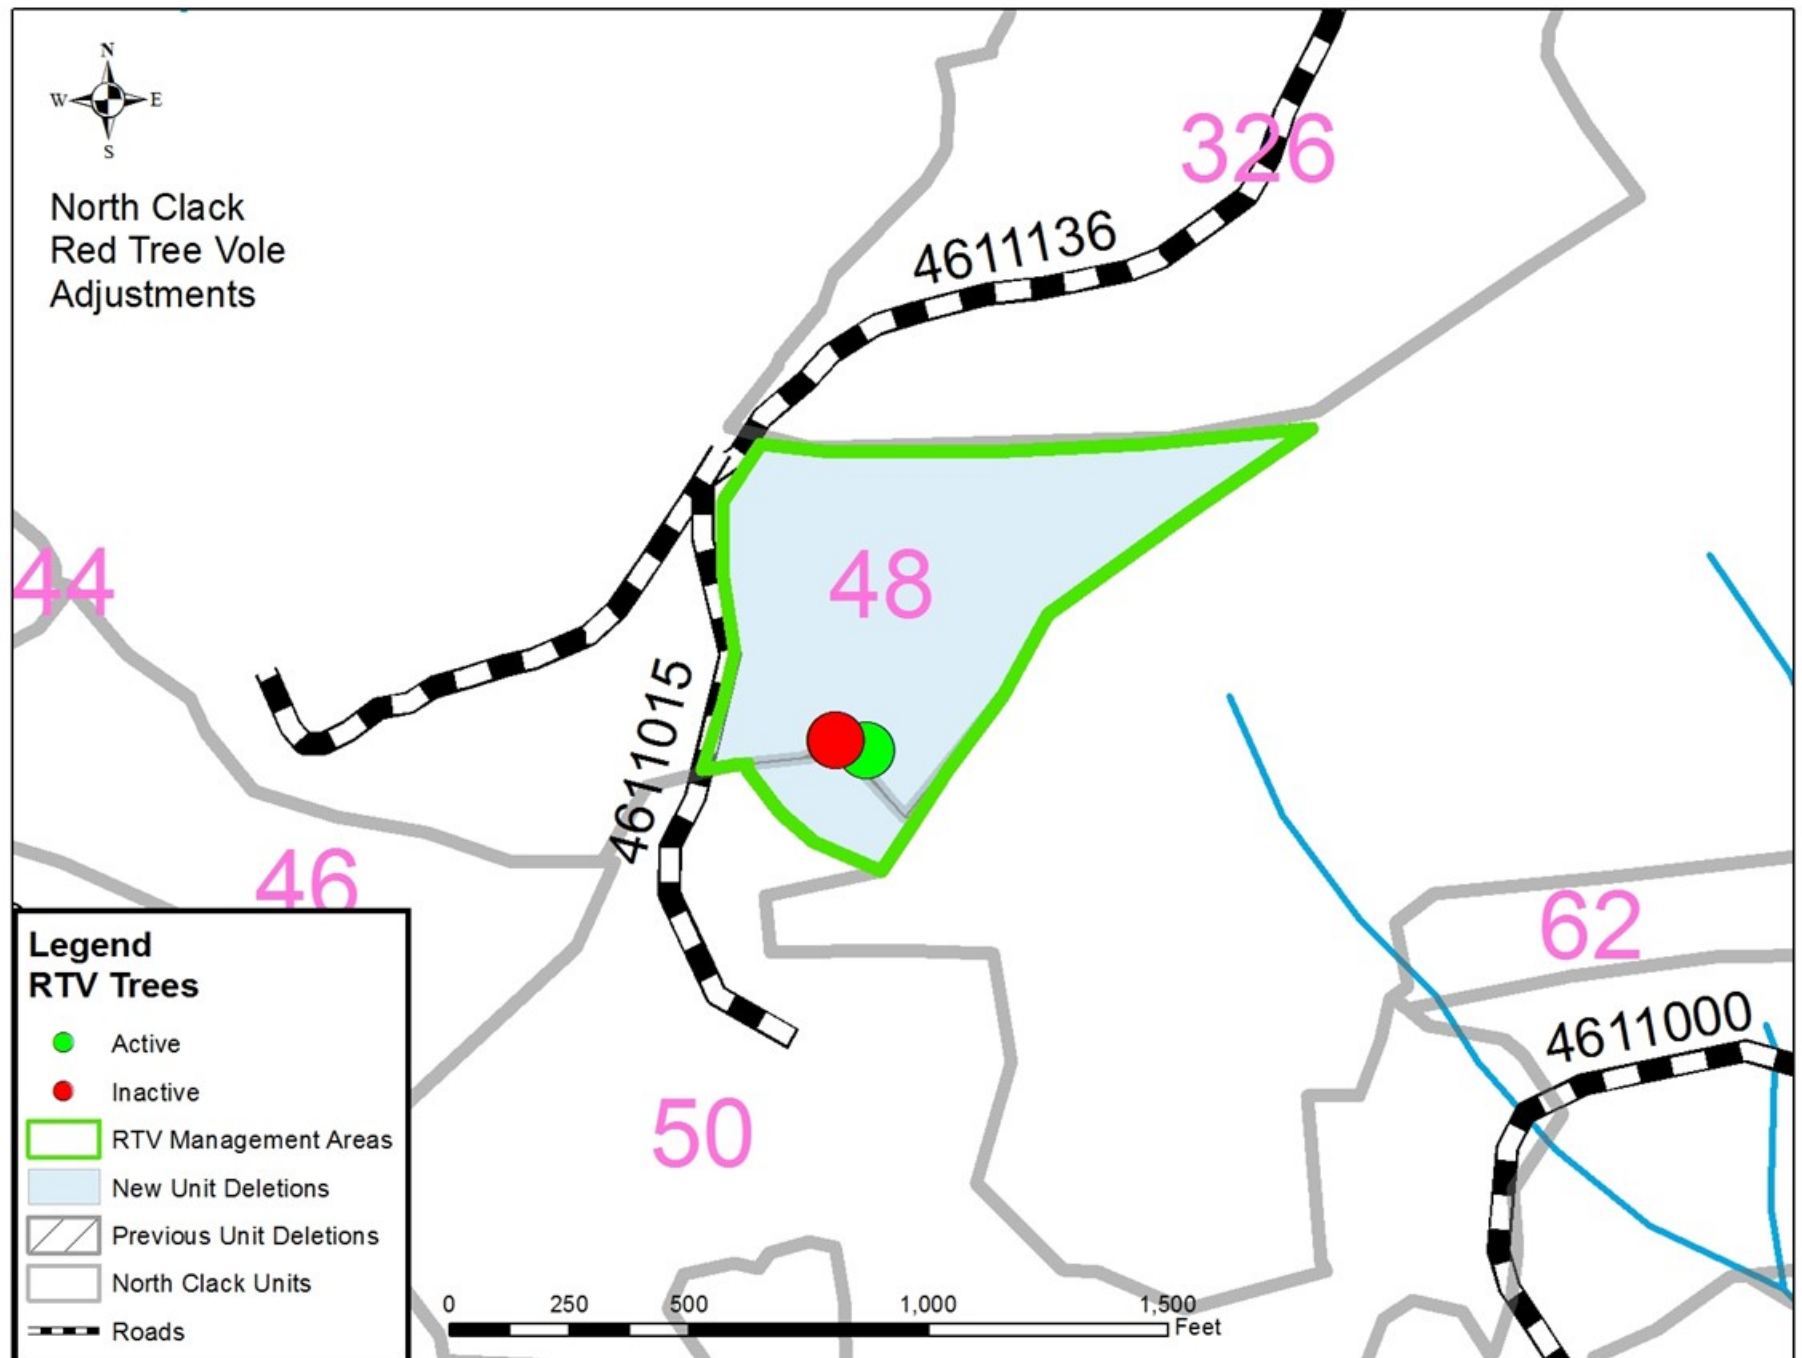 N
W E
S
North Clack
Red Tree Vole
Adjustments
326
4611136
44
48
4611015
46
62
4611000
50
Legend
RTV Trees
Active
Inactive
RTV Management Areas
New Unit Deletions
Previous Unit Deletions
North Clack Units
Roads
0 250 500 1,000 1,500
Feet